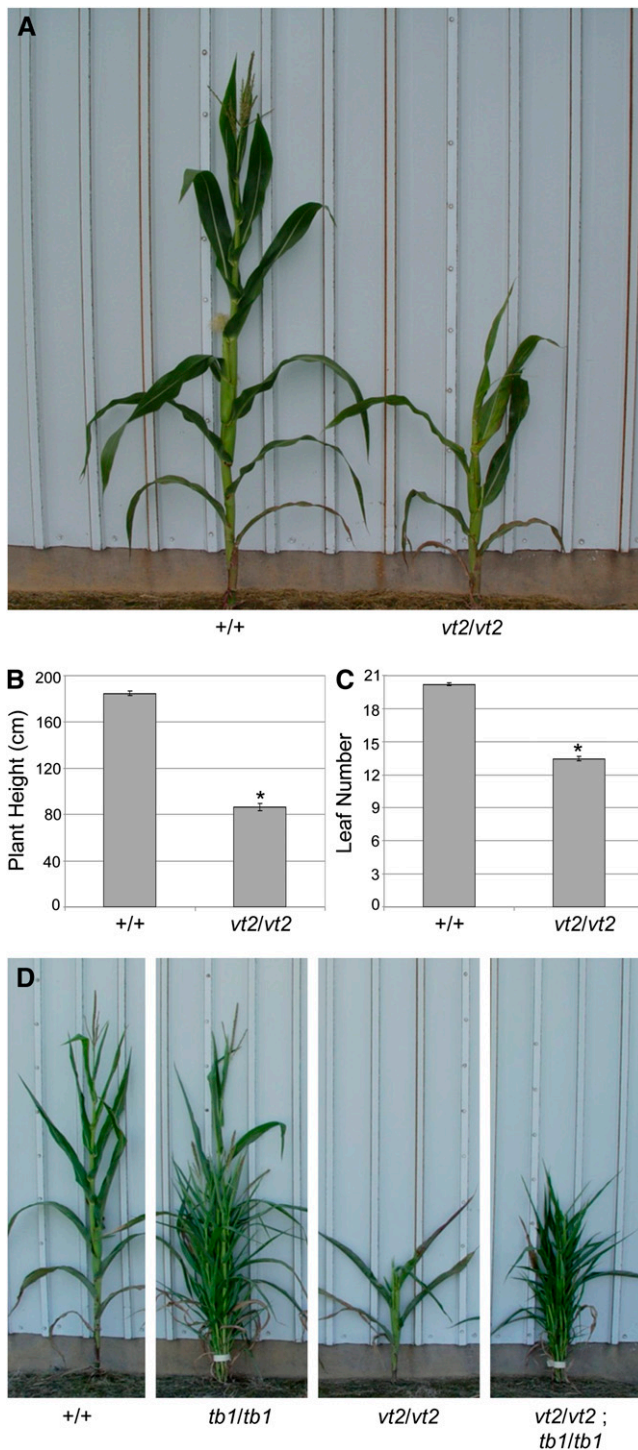 A
+/+ vt2/vt2
B
Plant Height (cm)
200
160
120
80
40
0
*
+/+ vt2/vt2
C
Leaf Number
21
18
15
12
9
6
3
0
*
+/+ vt2/vt2
D
+/+ tb1/tb1 vt2/vt2 vt2/vt2 ;
tb1/tb1